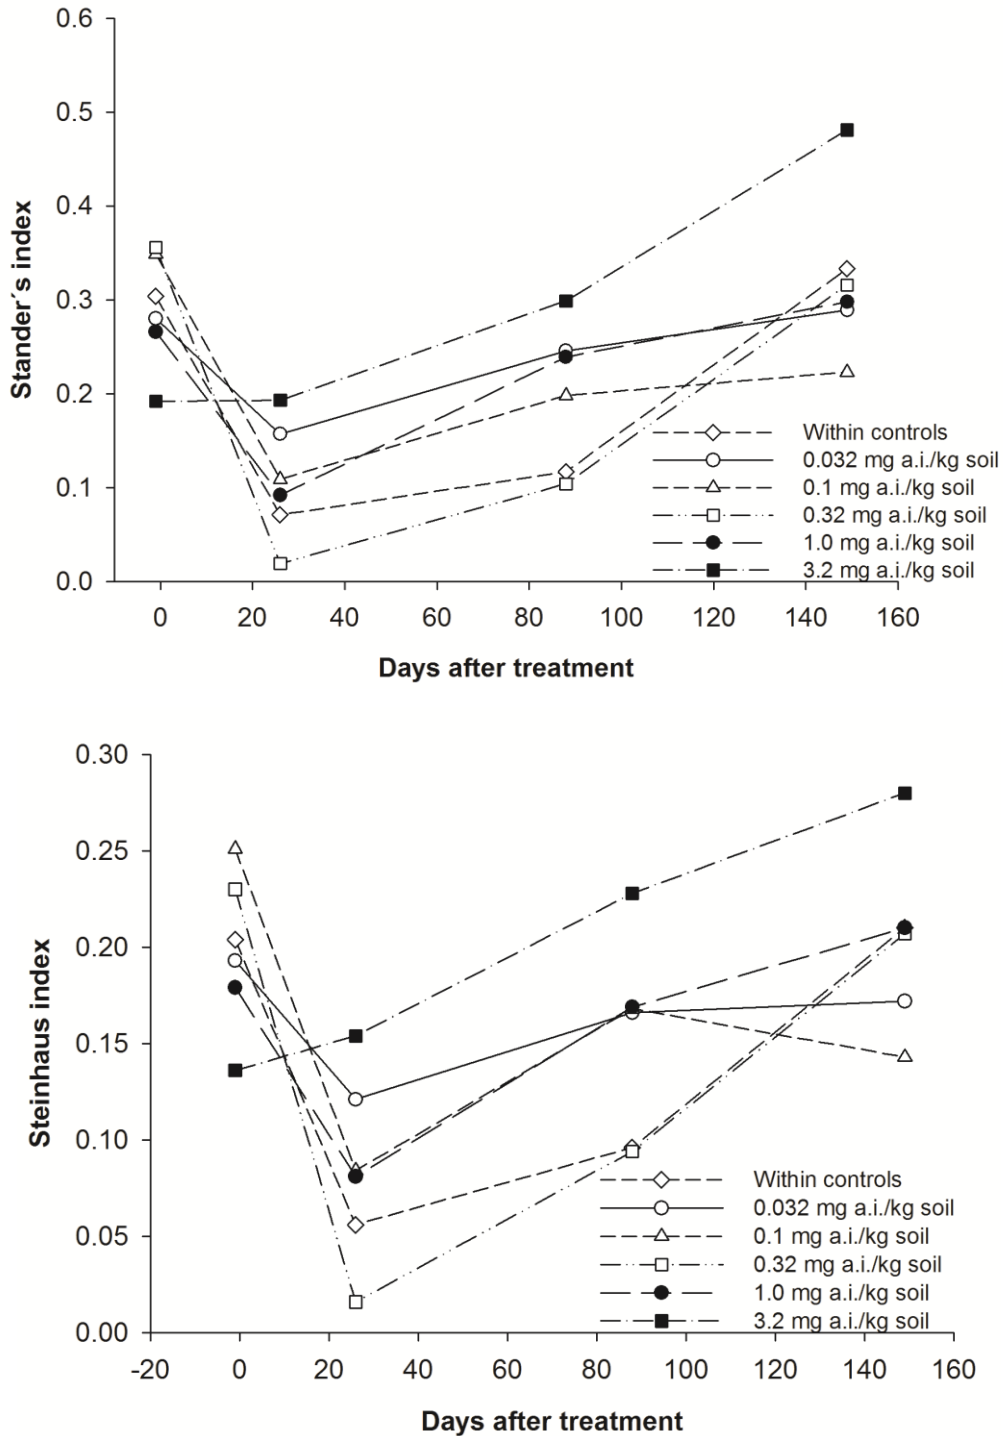 0.6
0.5
0.4
0.3
0.2
0.1
0.0
Stander´s index
Within controls
0.032 mg a.i./kg soil
0.1 mg a.i./kg soil
0.32 mg a.i./kg soil
1.0 mg a.i./kg soil
3.2 mg a.i./kg soil
0 20 40 60 80 100 120 140 160
Days after treatment
0.30
0.25
0.20
0.15
0.10
0.05
0.00
Steinhaus index
Within controls
0.032 mg a.i./kg soil
0.1 mg a.i./kg soil
0.32 mg a.i./kg soil
1.0 mg a.i./kg soil
3.2 mg a.i./kg soil
-20 0 20 40 60 80 100 120 140 160
Days after treatment